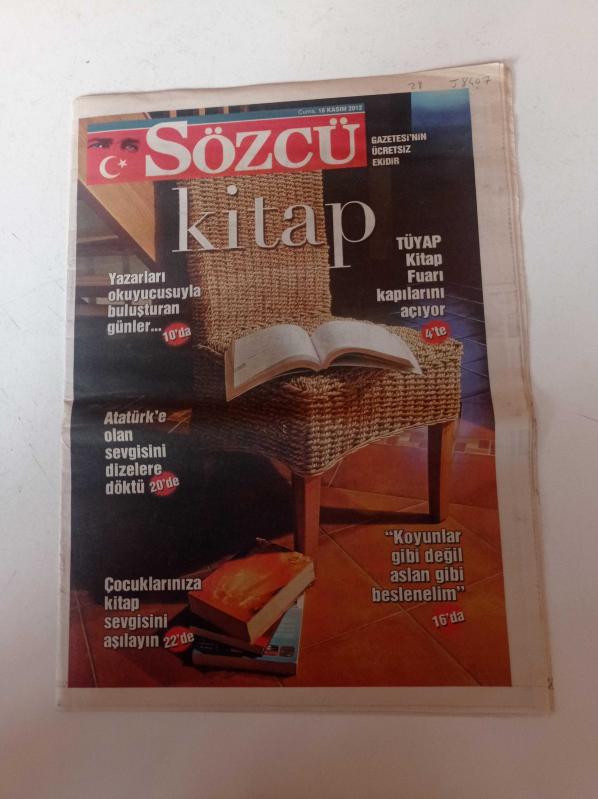 28 J8407
Cuma, 16 KASIM 2012
SÖZCÜ
GAZETESİ'NİN
ÜCRETSİZ
EKİDİR
kitap
Yazarları
okuyucusuyla
buluşturan
günler... 10'da
TÜYAP
Kitap
Fuarı
kapılarını
açıyor
4'te
Atatürk'e
olan
sevgisini
dizelere
döktü 20'de
"Koyunlar
gibi değil
aslan gibi
beslenelim"
16'da
Çocuklarınıza
kitap
sevgisini
aşılayın 22'de